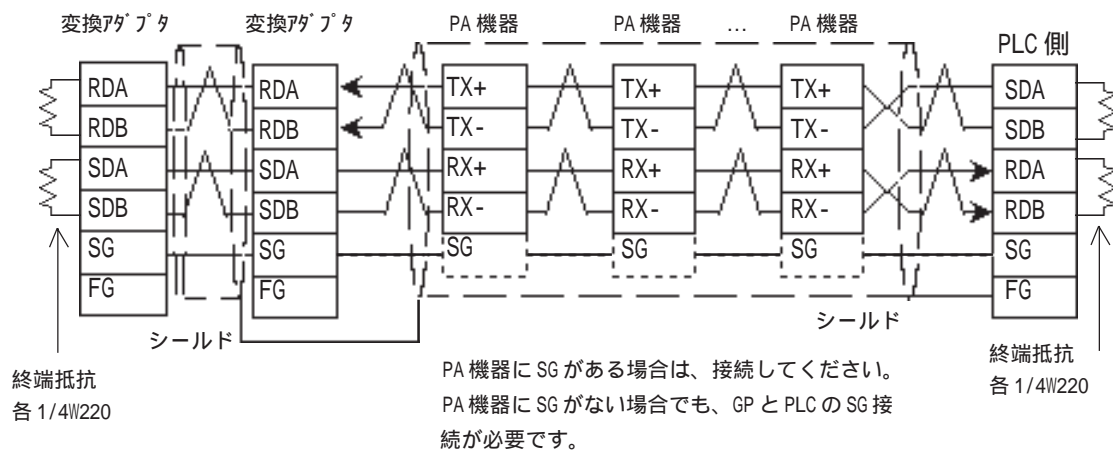 変換ｱﾀﾞﾌﾟﾀ 変換ｱﾀﾞﾌﾟﾀ PA 機器 PA 機器 … PA 機器 PLC 側
RDA RDA TX+ TX+ TX+ SDA
RDB RDB TX- TX- TX- SDB
SDA SDA RX+ RX+ RX+ RDA
SDB SDB RX- RX- RX- RDB
SG SG SG SG SG SG
FG FG FG
シールド シールド
終端抵抗
各 1/4W220
PA 機器に SG がある場合は、接続してください。
PA 機器に SG がない場合でも、GP と PLC の SG 接
続が必要です。
終端抵抗
各 1/4W220